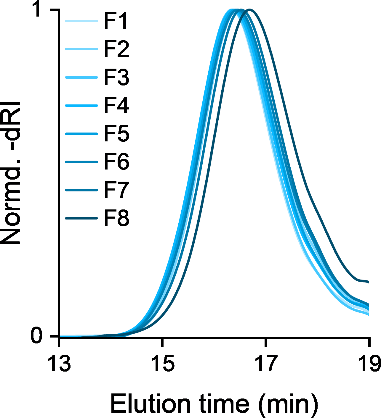 1
F1
F2
F3
F4
F5
F6
F7
F8
Normd. -dRI
0
13 15 17 19
Elution time (min)